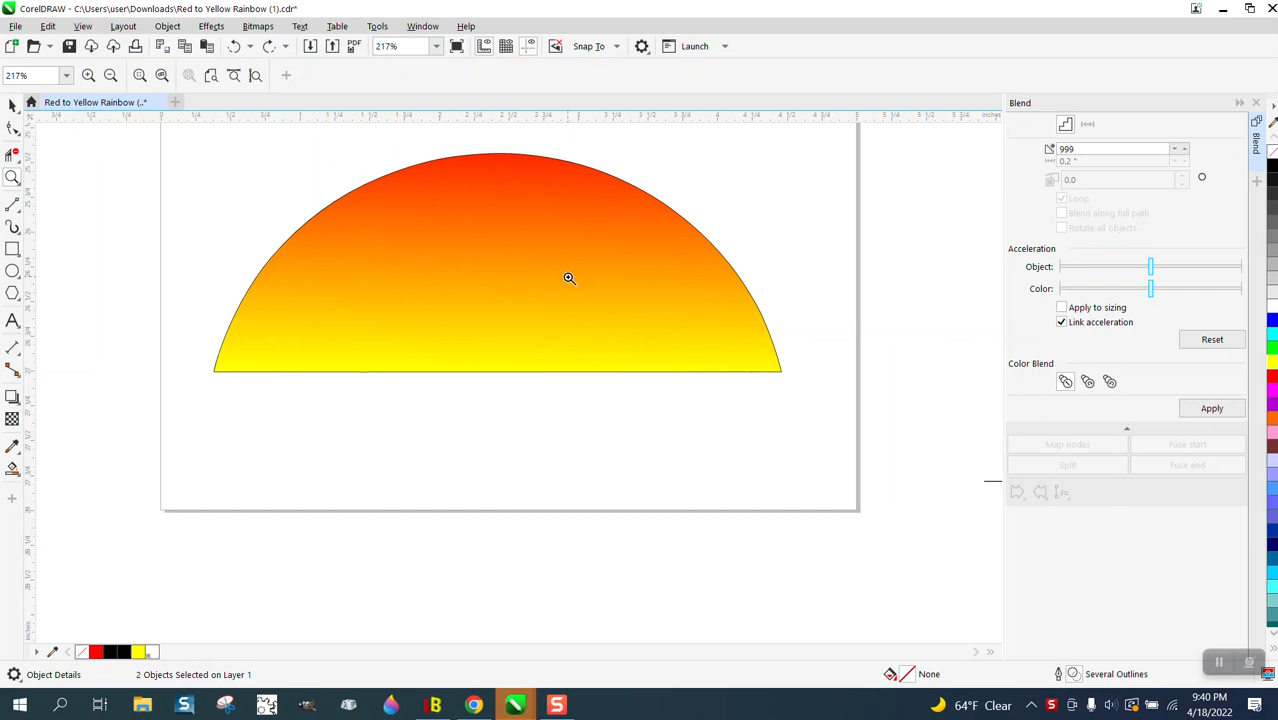 CorelDRAW - C:\Users\user\Downloads\Red to Yellow Rainbow (1).cdr*
File Edit View Layout Object Effects Bitmaps Text Table Tools Window Help
PDF 217% Snap To Launch
217%
Red to Yellow Rainbow (..*
Blend
inches
Blend
999
0.2 "
0.0
Loop
Blend along full path
Rotate all objects
Acceleration
Object:
Color:
Apply to sizing
Link acceleration
Reset
Color Blend
Apply
Map nodes Fuse start
Split Fuse end
Object Details 2 Objects Selected on Layer 1 None Several Outlines
9:40 PM
64°F Clear
4/18/2022